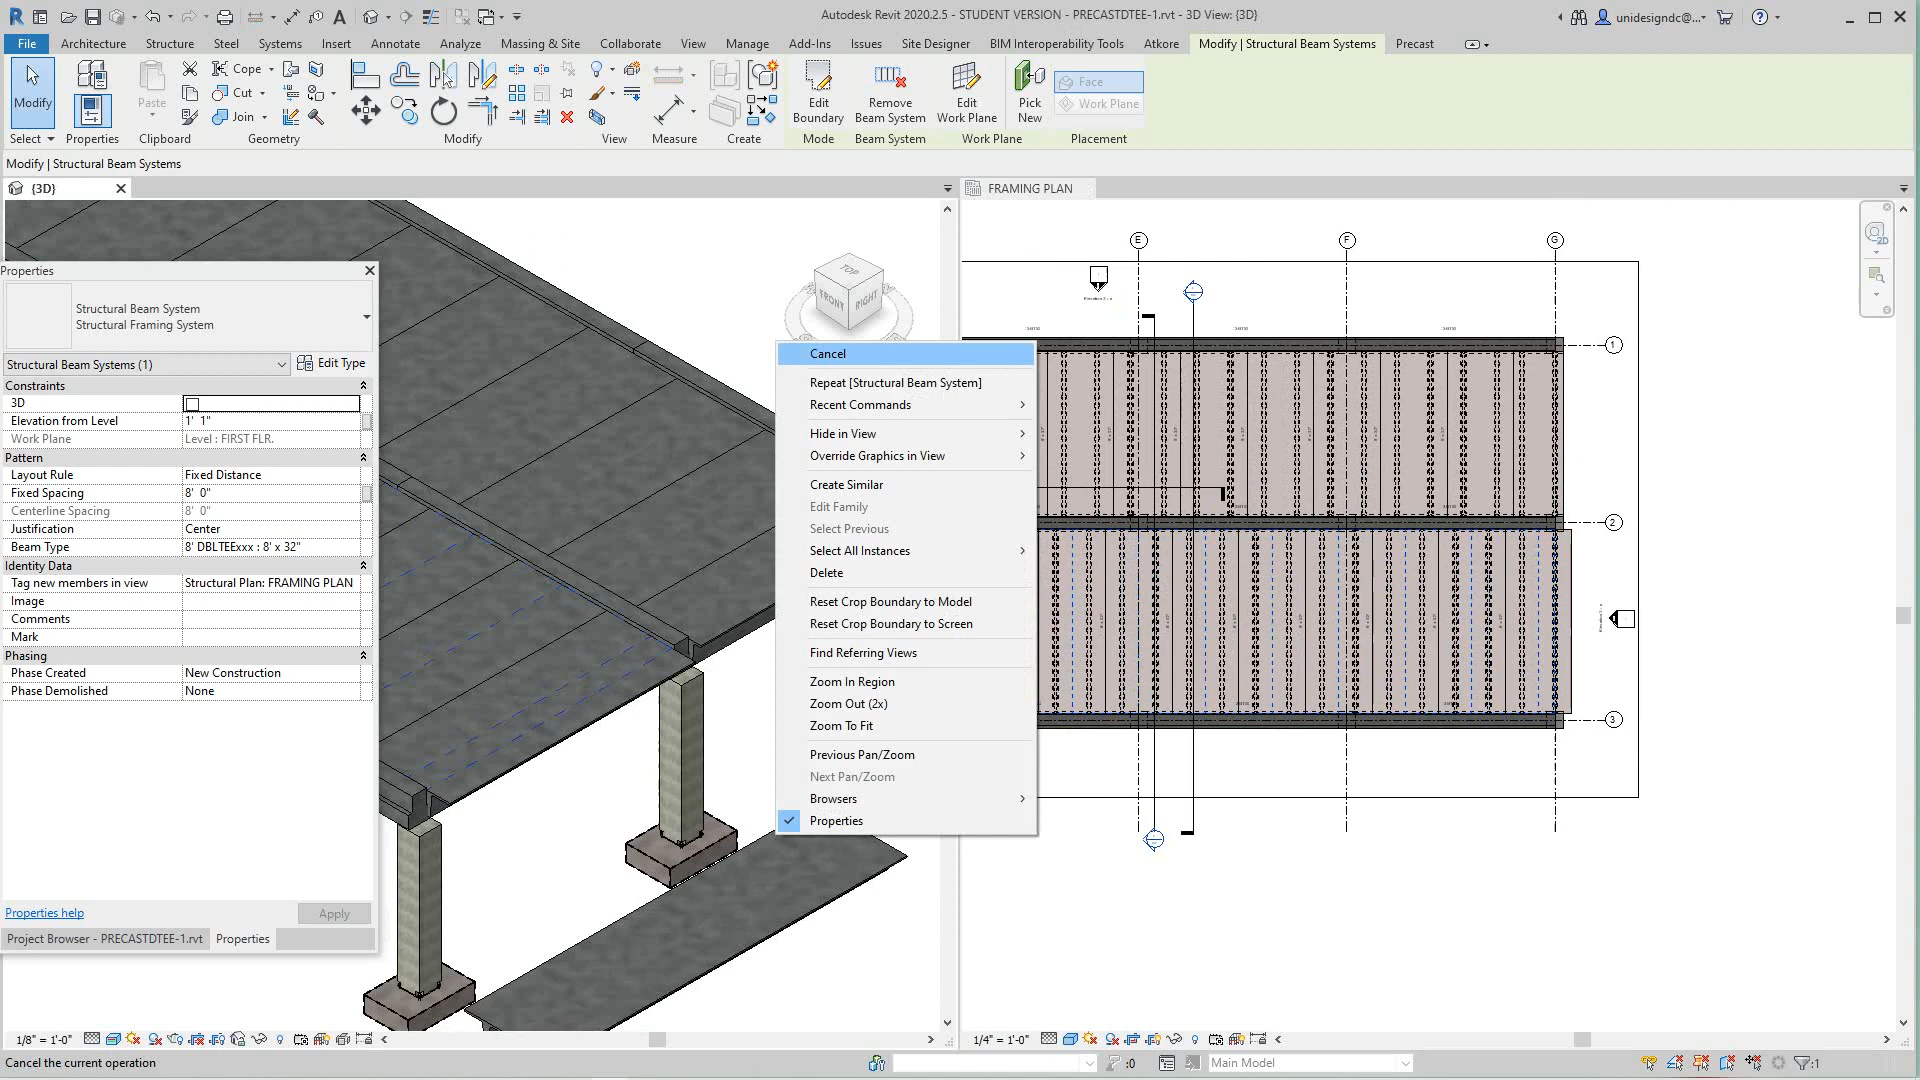 Autodesk Revit 2020.2.5 - STUDENT VERSION - PRECASTDTEE-1.rvt - 3D View: {3D}
unidesigndc@...
File Architecture Structure Steel Systems Insert Annotate Analyze Massing & Site Collaborate View Manage Add-Ins Issues Site Designer BIM Interoperability Tools Atkore Modify | Structural Beam Systems Precast
Modify
Paste
Cope
Cut
Join
Edit Boundary
Remove Beam System
Edit Work Plane
Pick New
Face
Work Plane
Select Properties Clipboard Geometry Modify View Measure Create Mode Beam System Work Plane Placement
Modify | Structural Beam Systems
{3D}
FRAMING PLAN
Properties
Structural Beam System
Structural Framing System
Structural Beam Systems (1)
Edit Type
Constraints
3D
Elevation from Level 1' 1"
Work Plane Level : FIRST FLR.
Pattern
Layout Rule Fixed Distance
Fixed Spacing 8' 0"
Centerline Spacing 8' 0"
Justification Center
Beam Type 8' DBLTEExxx : 8' x 32"
Identity Data
Tag new members in view Structural Plan: FRAMING PLAN
Image
Comments
Mark
Phasing
Phase Created New Construction
Phase Demolished None
Properties help
Apply
Project Browser - PRECASTDTEE-1.rvt Properties
TOP
FRONT
RIGHT
Cancel
Repeat [Structural Beam System]
Recent Commands
Hide in View
Override Graphics in View
Create Similar
Edit Family
Select Previous
Select All Instances
Delete
Reset Crop Boundary to Model
Reset Crop Boundary to Screen
Find Referring Views
Zoom In Region
Zoom Out (2x)
Zoom To Fit
Previous Pan/Zoom
Next Pan/Zoom
Browsers
Properties
E
F
G
1
2
3
2D
1/8" = 1'-0"
1/4" = 1'-0"
Cancel the current operation
:0
Main Model
:1